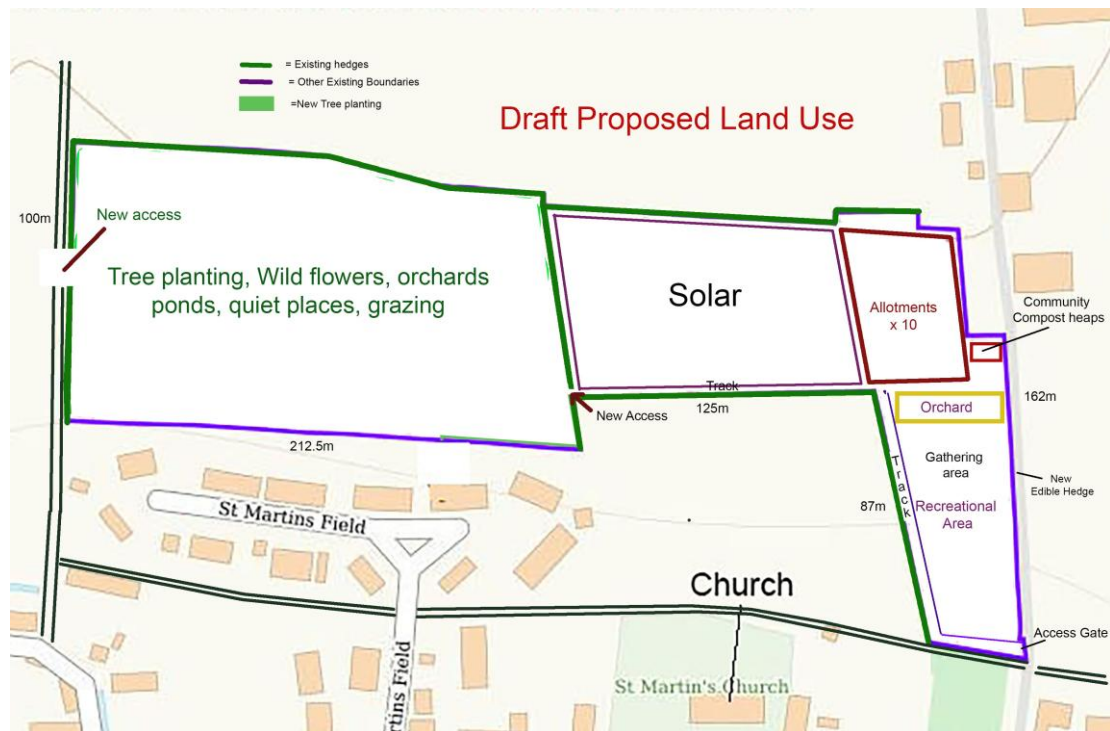 = Existing hedges
= Other Existing Boundaries
=New Tree planting
Draft Proposed Land Use
100m
New access
Tree planting, Wild flowers, orchards
ponds, quiet places, grazing
Solar
Allotments
x 10
Community
Compost heaps
Track
125m
New Access
162m
Orchard
212.5m
Gathering
area
New
Edible Hedge
Track
87m
Recreational
Area
St Martins Field
Church
Access Gate
St Martin's Church
rtins Field